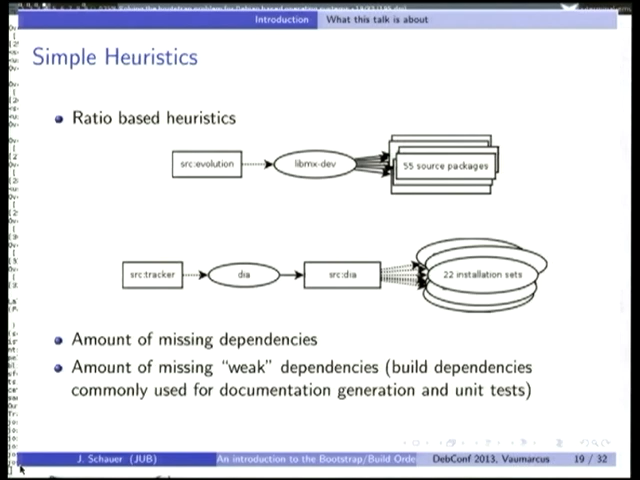 Introduction What this talk is about
Simple Heuristics
Ratio based heuristics
src:evolution libmx-dev 55 source packages
src:tracker dia src:dia 22 installation sets
Amount of missing dependencies
Amount of missing “weak” dependencies (build dependencies
commonly used for documentation generation and unit tests)
J. Schauer (JUB) An introduction to the Bootstrap/Build Orde DebConf 2013, Vaumarcus 19 / 32